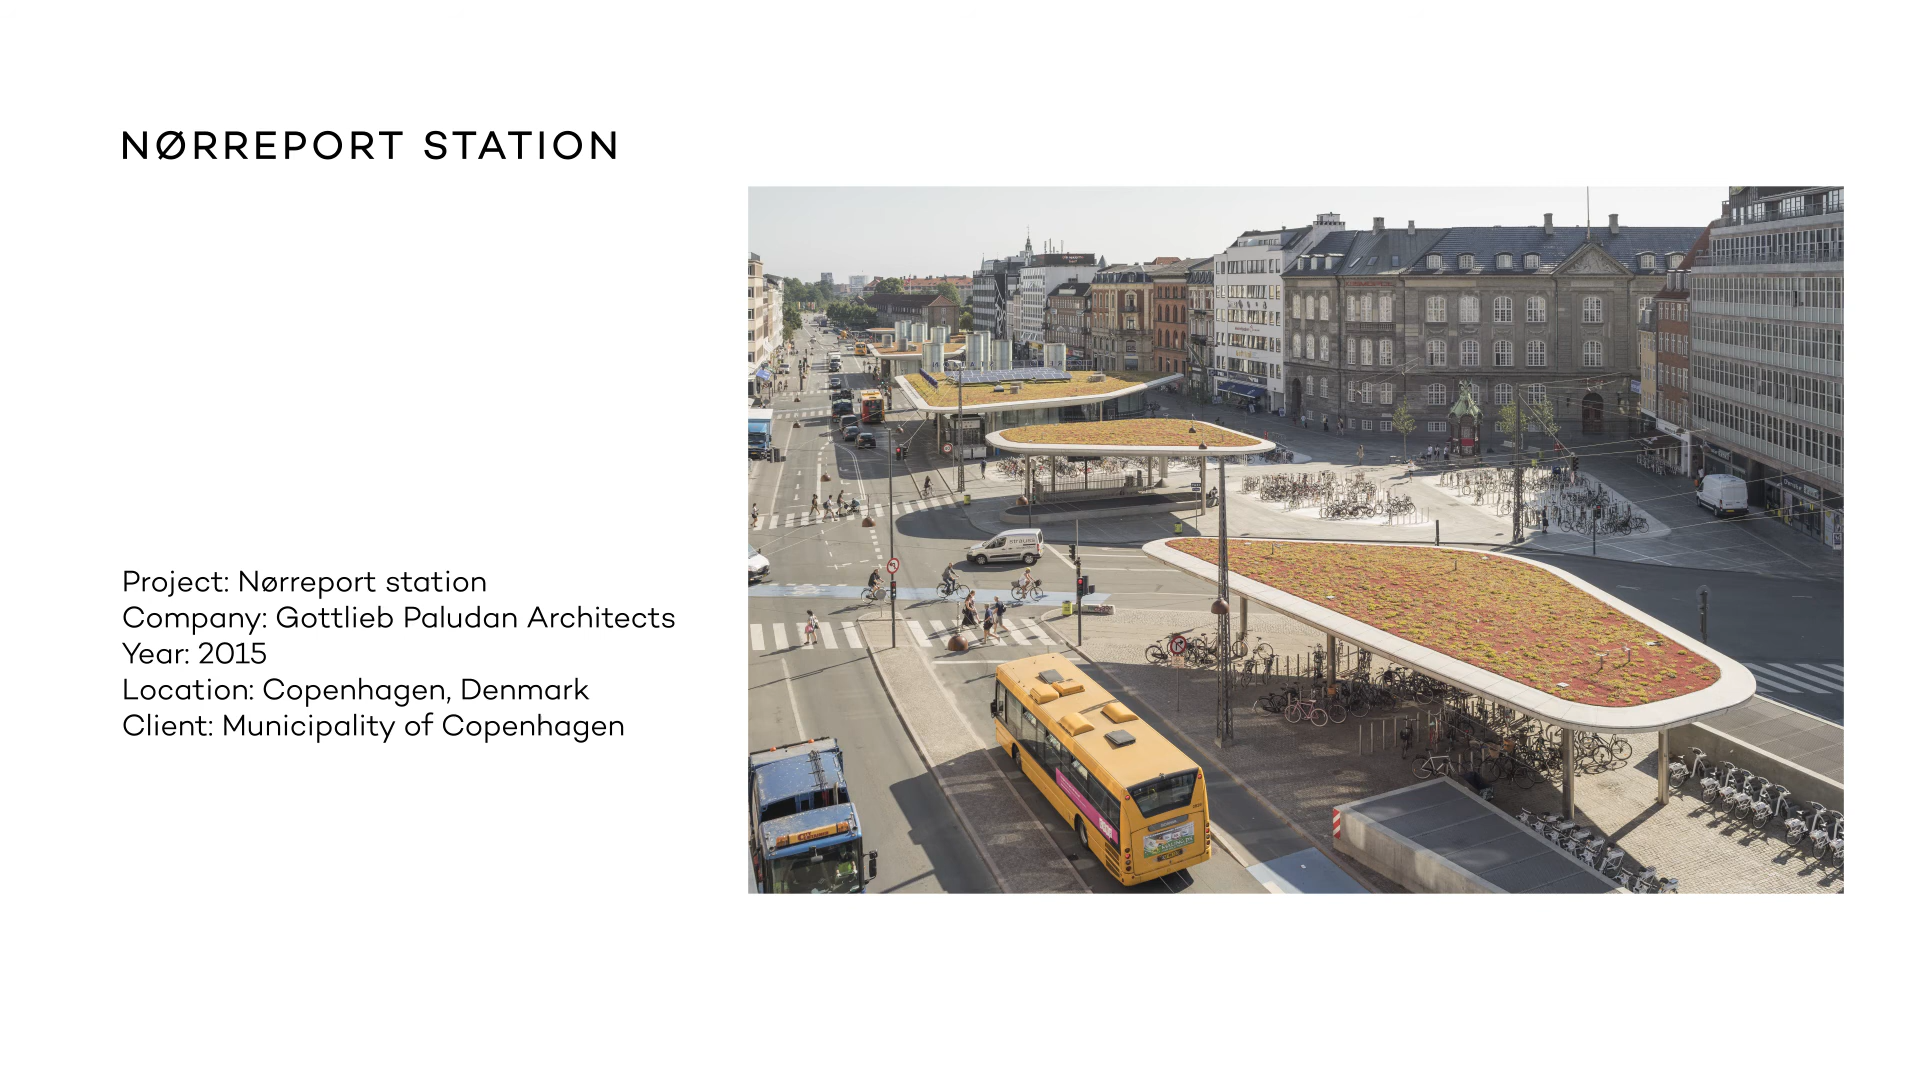 NØRREPORT STATION
Project: Nørreport station
Company: Gottlieb Paludan Architects
Year: 2015
Location: Copenhagen, Denmark
Client: Municipality of Copenhagen